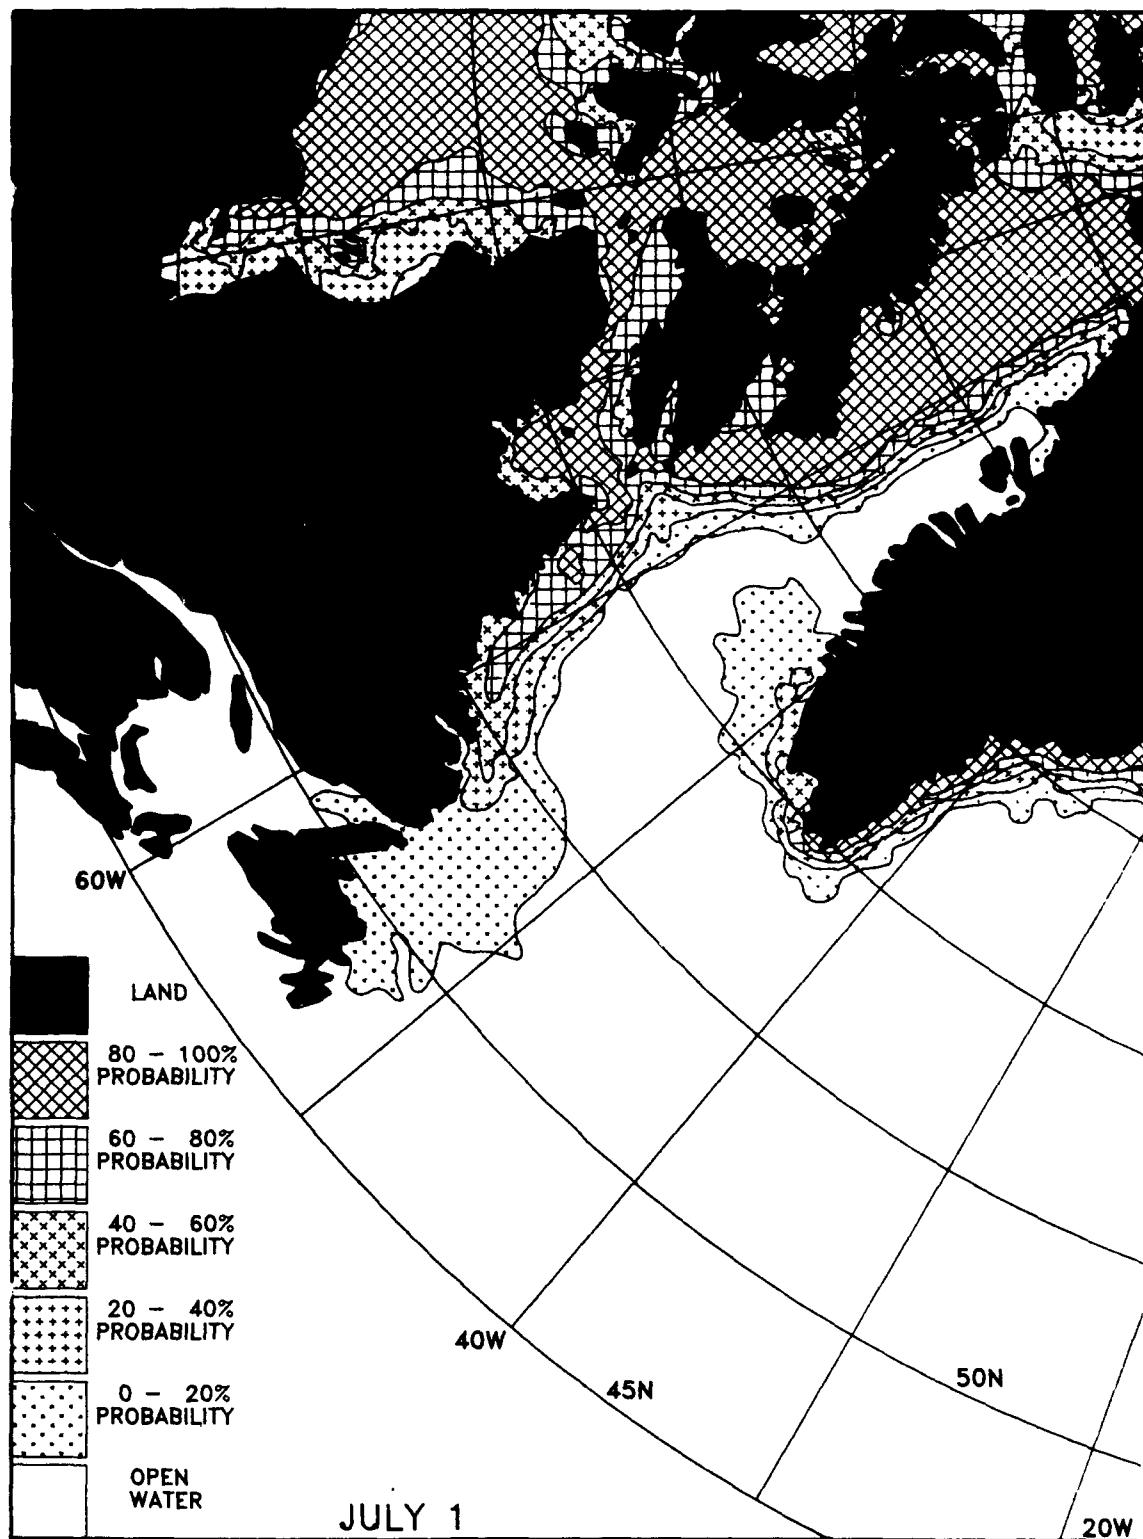 60W
LAND
80 – 100%
PROBABILITY
60 – 80%
PROBABILITY
40 – 60%
PROBABILITY
20 – 40%
PROBABILITY
0 – 20%
PROBABILITY
OPEN
WATER
40W
45N
50N
20W
JULY 1